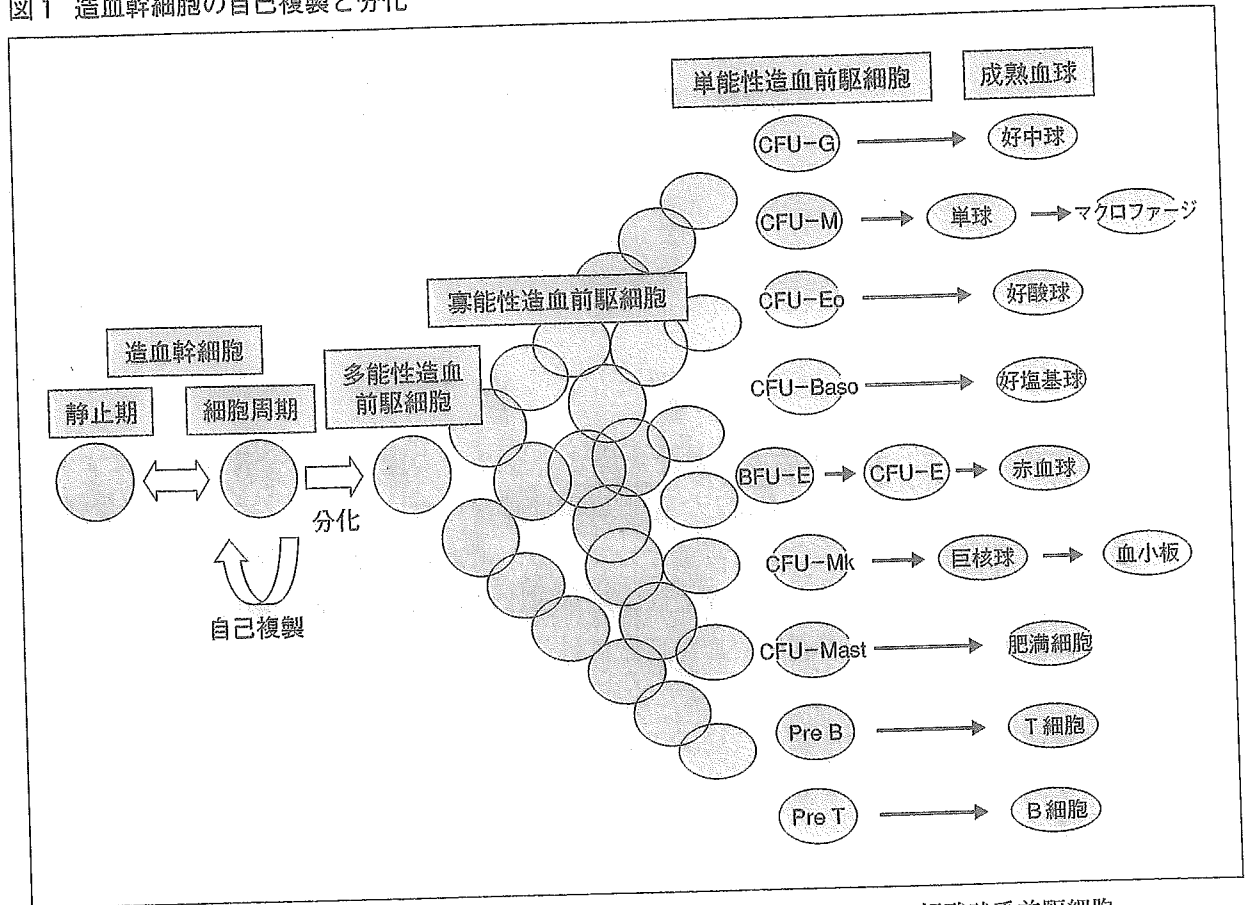 図1 造血幹細胞の自己複製と分化
単能性造血前駆細胞
成熟血球
CFU-G
好中球
CFU-M
単球
マクロファージ
寡能性造血前駆細胞
CFU-Eo
好酸球
造血幹細胞
多能性造血
前駆細胞
CFU-Baso
好塩基球
静止期
細胞周期
BFU-E
CFU-E
赤血球
分化
CFU-Mk
巨核球
血小板
自己複製
CFU-Mast
肥満細胞
Pre B
T細胞
Pre T
B細胞